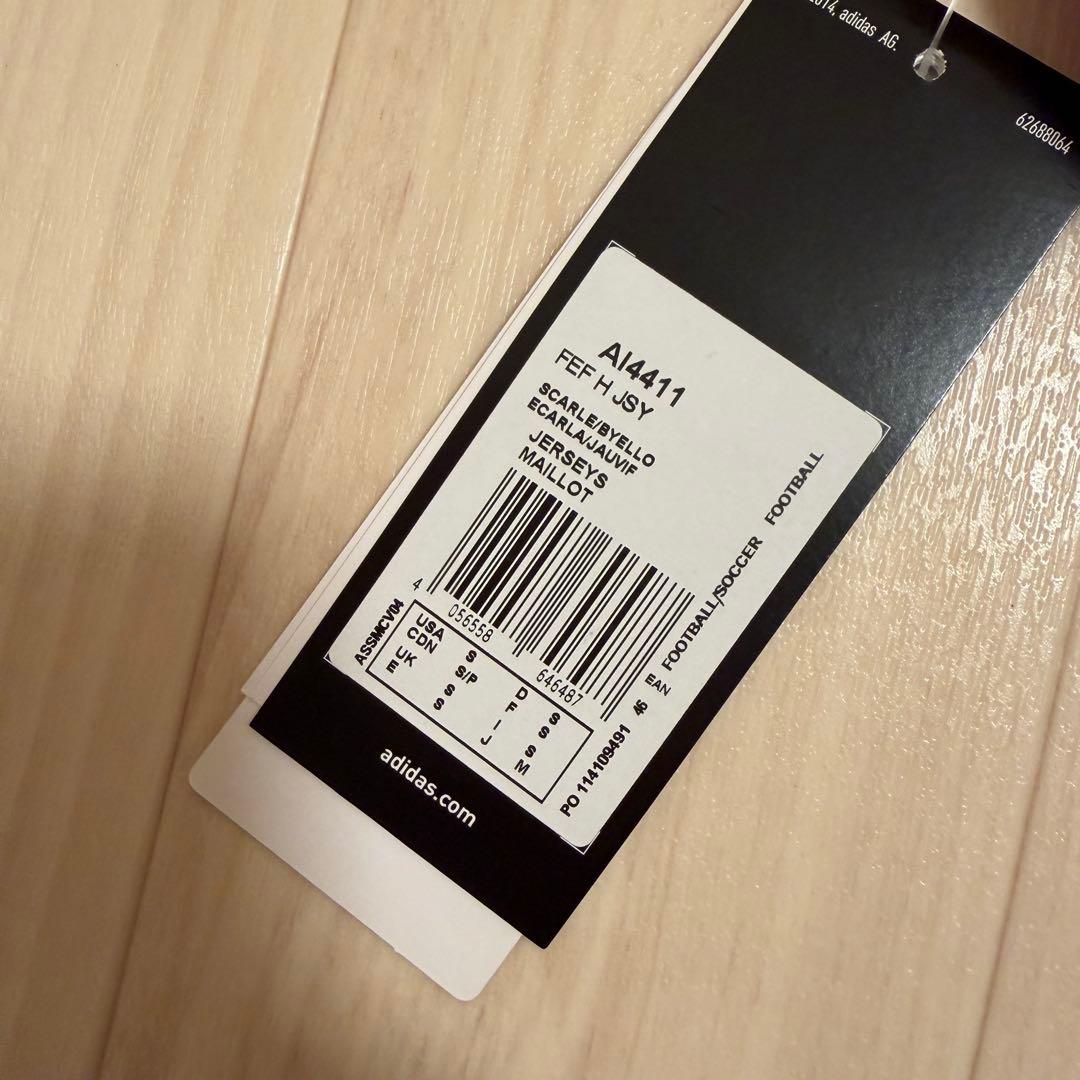 2014, adidas AG.
62688064
AI4411
FEF H JSY
SCARLE/BYELLO
ECARLA/JAUVIF
JERSEYS
MAILLOT
4 056558 646487
EAN
ASSMCV04
USA S D S
CDN S/P F S
UK S I S
E S J M
PO 114109491 46
FOOTBALL/SOCCER FOOTBALL
adidas.com